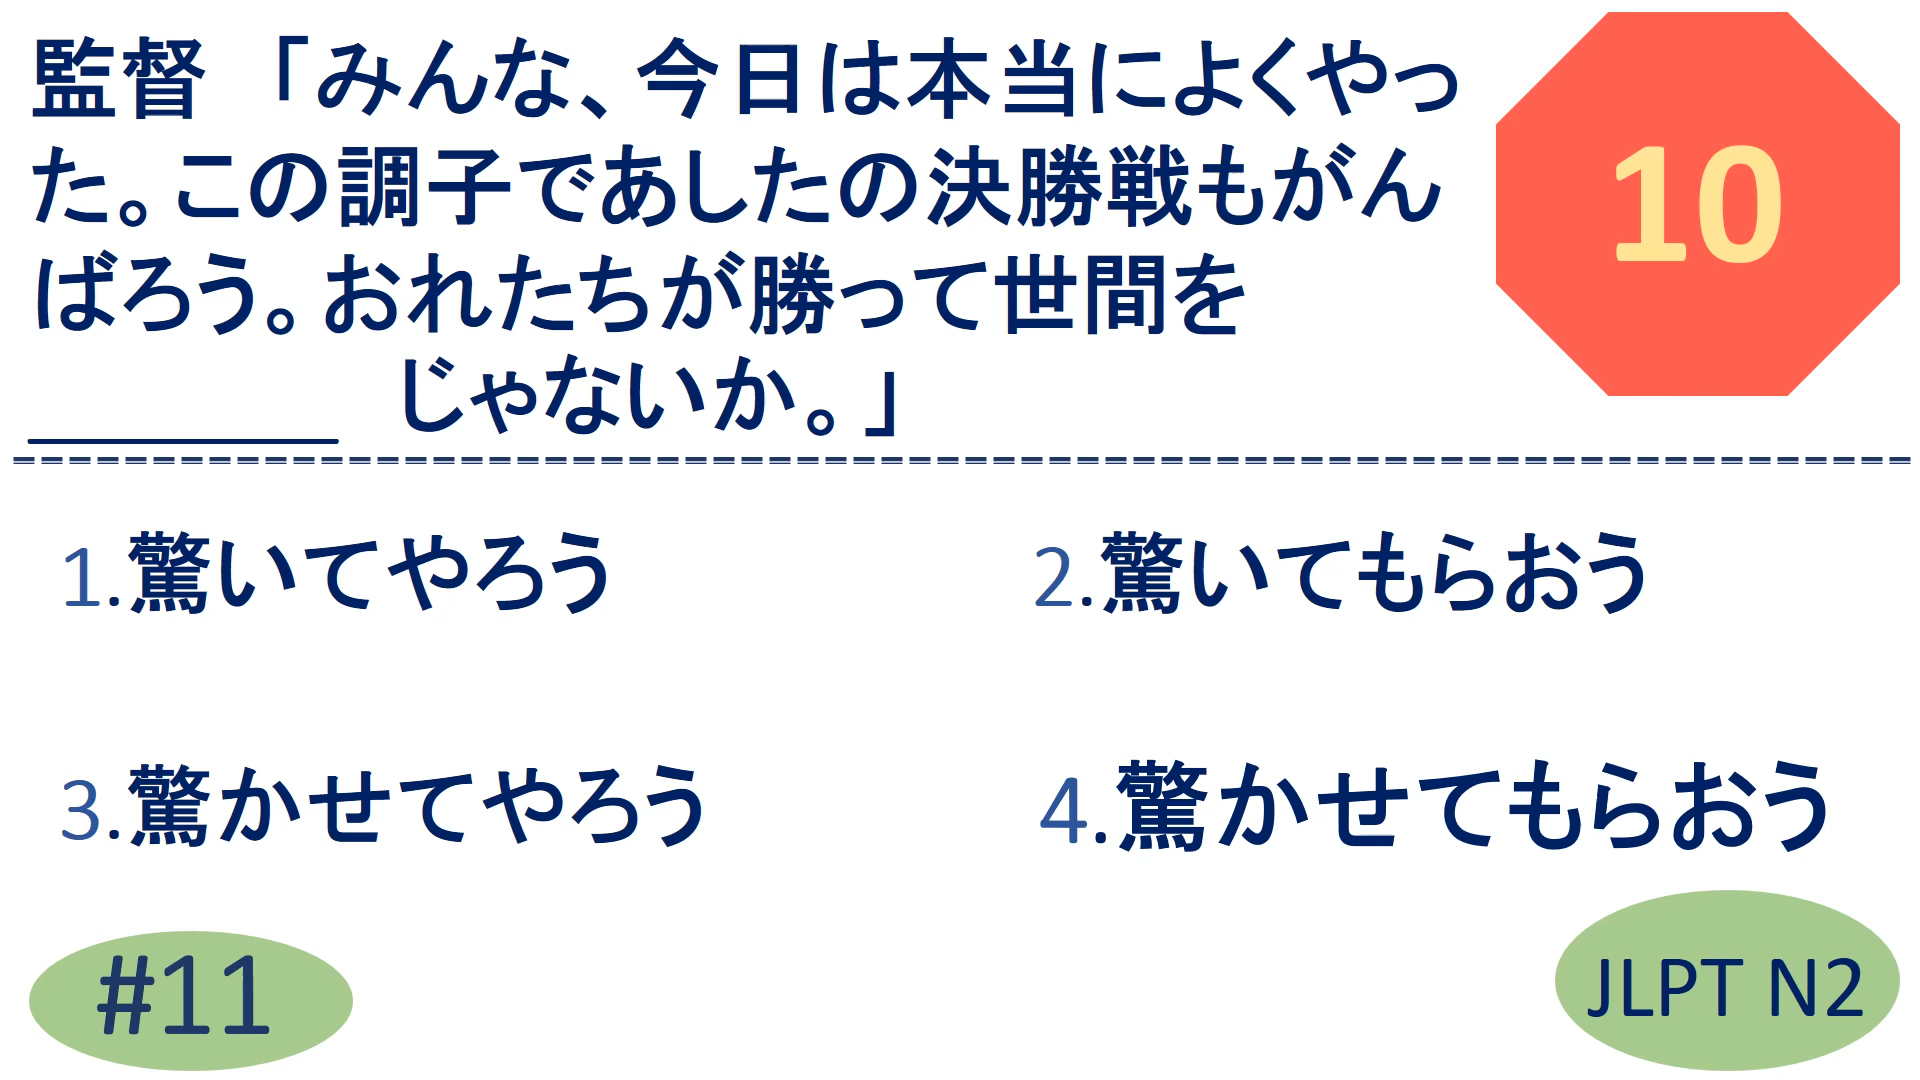 監督　「みんな、今日は本当によくやっ
た。この調子であしたの決勝戦もがん
ばろう。おれたちが勝って世間を
________ じゃないか。」
10
1.驚いてやろう
2.驚いてもらおう
3.驚かせてやろう
4.驚かせてもらおう
#11
JLPT N2